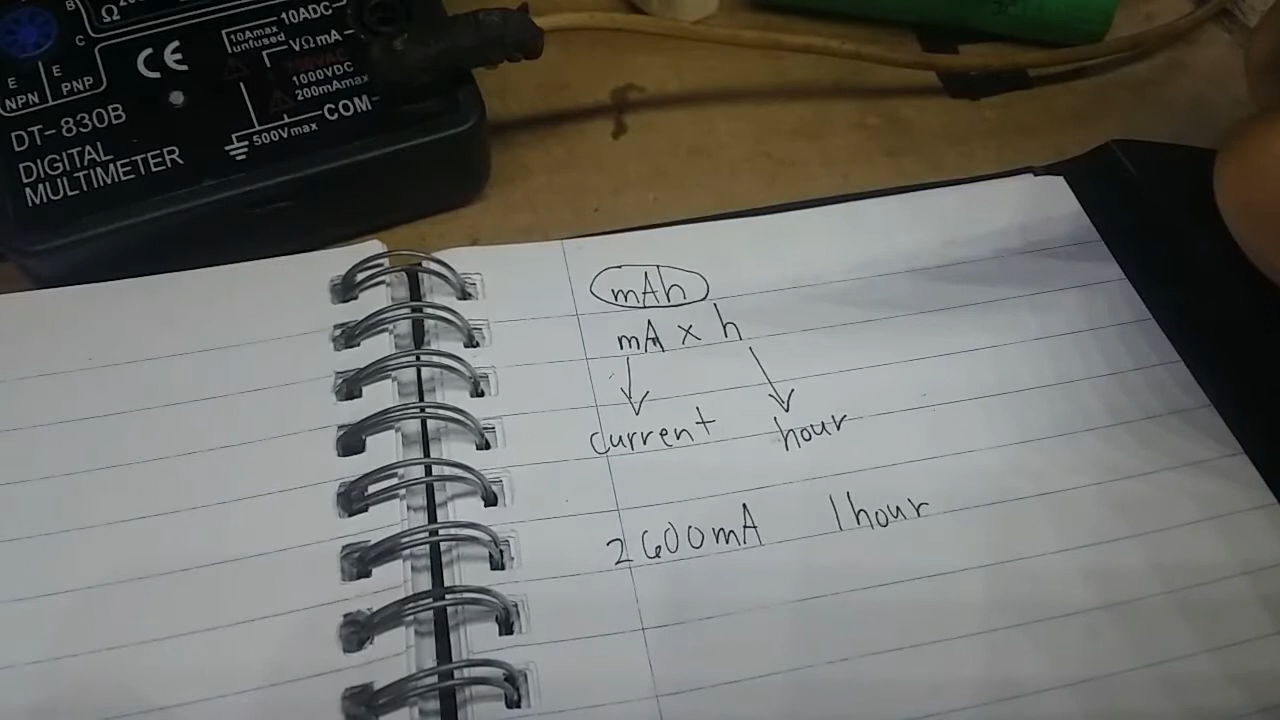 B
C
E
E
NPN
PNP
CE
10Amax
unfused
10ADC
VΩmA
1000VDC
200mAmax
500Vmax
COM
DT-830B
DIGITAL
MULTIMETER
mAh
mA x h
current hour
2600mA 1hour